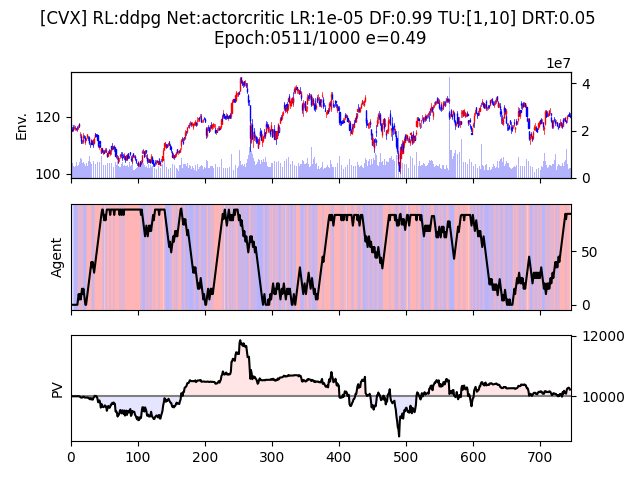 [CVX] RL:ddpg Net:actorcritic LR:1e-05 DF:0.99 TU:[1,10] DRT:0.05
Epoch:0511/1000 e=0.49
1e7
Env.
120
100
4
2
0
Agent
50
0
PV
12000
10000
0
100
200
300
400
500
600
700